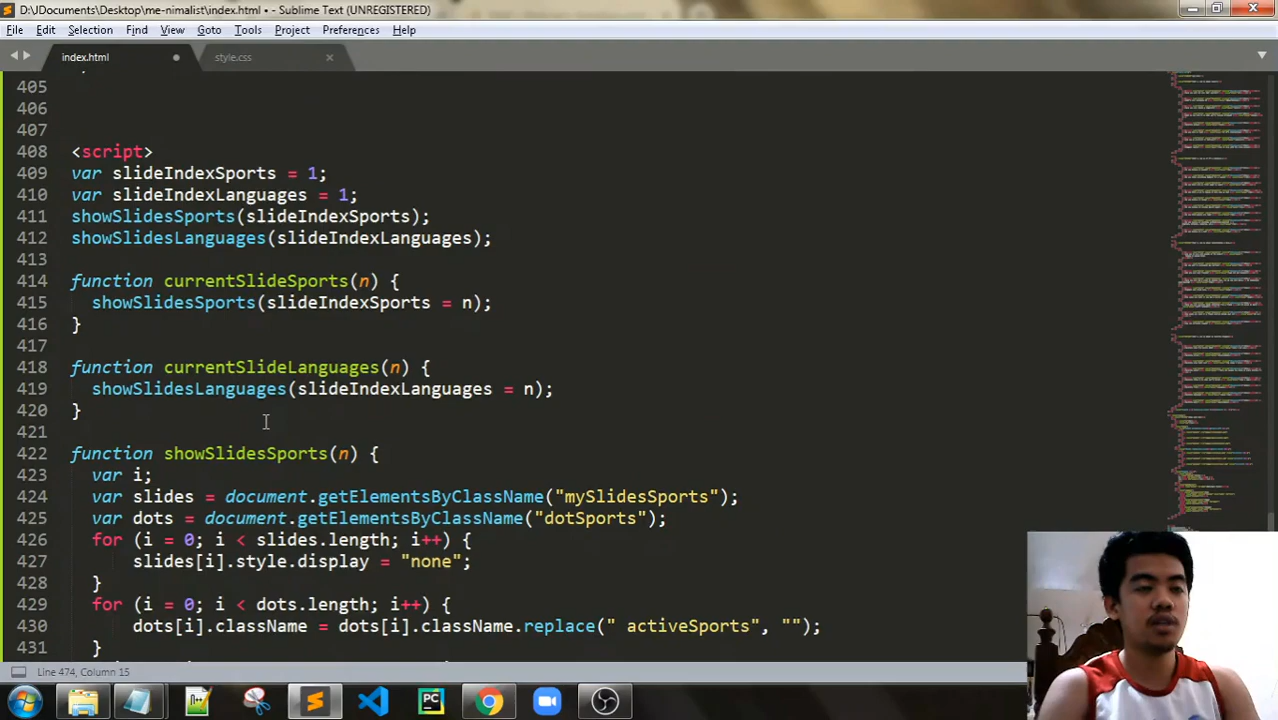 D:\JDocuments\Desktop\me-nimalist\index.html • - Sublime Text (UNREGISTERED)
File Edit Selection Find View Goto Tools Project Preferences Help
index.html style.css
405
406
407
408 <script>
409 var slideIndexSports = 1;
410 var slideIndexLanguages = 1;
411 showSlidesSports(slideIndexSports);
412 showSlidesLanguages(slideIndexLanguages);
413
414 function currentSlideSports(n) {
415 showSlidesSports(slideIndexSports = n);
416 }
417
418 function currentSlideLanguages(n) {
419 showSlidesLanguages(slideIndexLanguages = n);
420 }
421
422 function showSlidesSports(n) {
423 var i;
424 var slides = document.getElementsByClassName("mySlidesSports");
425 var dots = document.getElementsByClassName("dotSports");
426 for (i = 0; i < slides.length; i++) {
427 slides[i].style.display = "none";
428 }
429 for (i = 0; i < dots.length; i++) {
430 dots[i].className = dots[i].className.replace(" activeSports", "");
431 }
Line 474, Column 15
PC